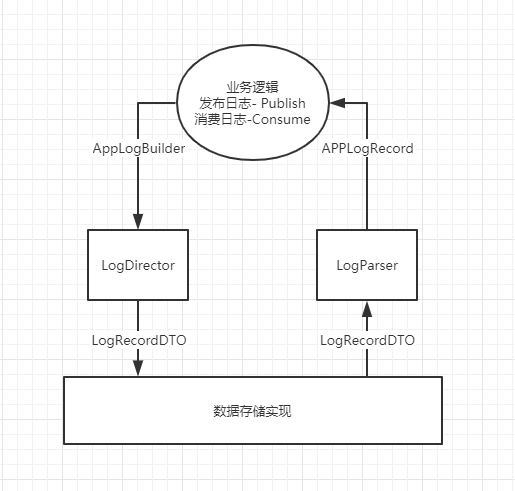 业务逻辑
发布日志- Publish
消费日志-Consume
AppLogBuilder
APPLogRecord
LogDirector
LogParser
LogRecordDTO
LogRecordDTO
数据存储实现